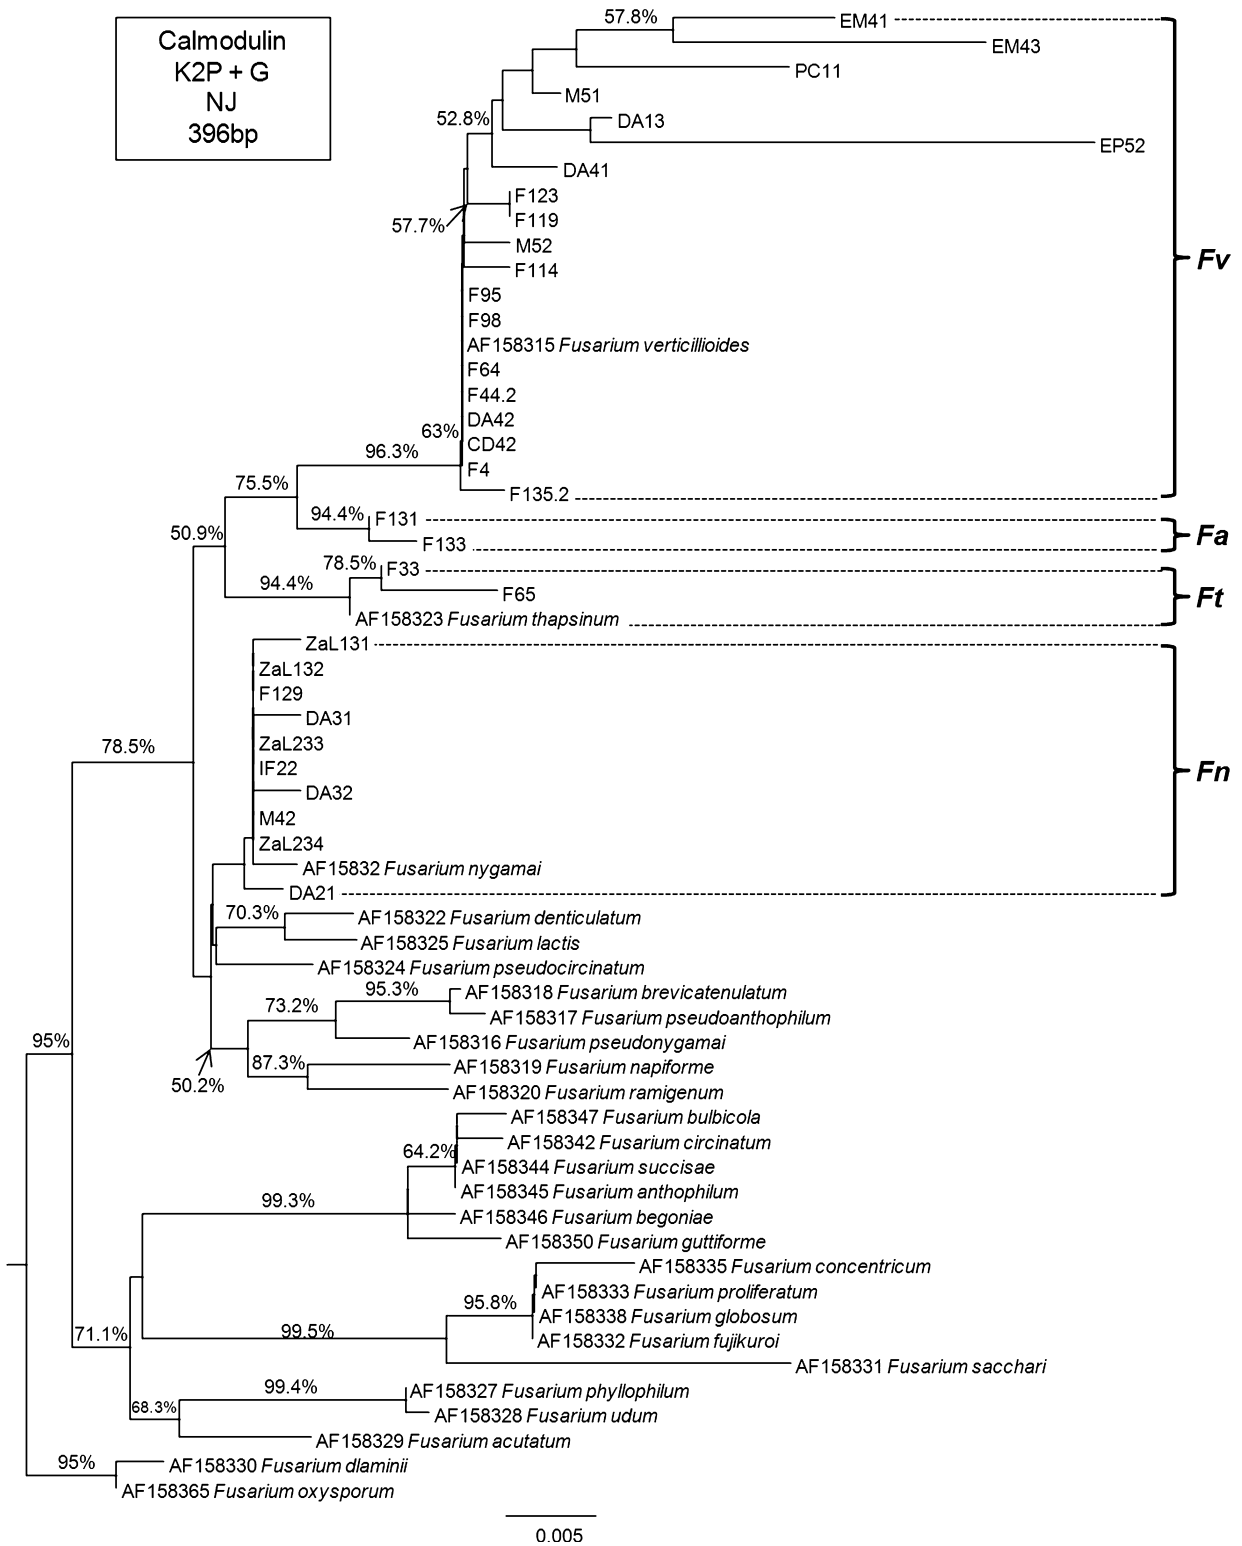 Calmodulin
K2P + G
NJ
396bp
57.8%
EM41
EM43
PC11
M51
52.8%
DA13
EP52
DA41
F123
57.7%
F119
M52
Fv
F114
F95
F98
AF158315 Fusarium verticillioides
F64
F44.2
DA42
63%
CD42
96.3%
F4
75.5%
F135.2
94.4%
F131
50.9%
Fa
F133
78.5%
F33
94.4%
F65
Ft
AF158323 Fusarium thapsinum
ZaL131
ZaL132
F129
DA31
78.5%
ZaL233
IF22
Fn
DA32
M42
ZaL234
AF15832 Fusarium nygamai
DA21
70.3%
AF158322 Fusarium denticulatum
AF158325 Fusarium lactis
AF158324 Fusarium pseudocircinatum
95.3%
AF158318 Fusarium brevicatenulatum
73.2%
AF158317 Fusarium pseudoanthophilum
95%
AF158316 Fusarium pseudonygamai
87.3%
AF158319 Fusarium napiforme
50.2%
AF158320 Fusarium ramigenum
AF158347 Fusarium bulbicola
AF158342 Fusarium circinatum
64.2%
AF158344 Fusarium succisae
AF158345 Fusarium anthophilum
99.3%
AF158346 Fusarium begoniae
AF158350 Fusarium guttiforme
AF158335 Fusarium concentricum
AF158333 Fusarium proliferatum
95.8%
AF158338 Fusarium globosum
71.1%
99.5%
AF158332 Fusarium fujikuroi
AF158331 Fusarium sacchari
99.4%
AF158327 Fusarium phyllophilum
68.3%
AF158328 Fusarium udum
AF158329 Fusarium acutatum
95%
AF158330 Fusarium dlaminii
AF158365 Fusarium oxysporum
0.005